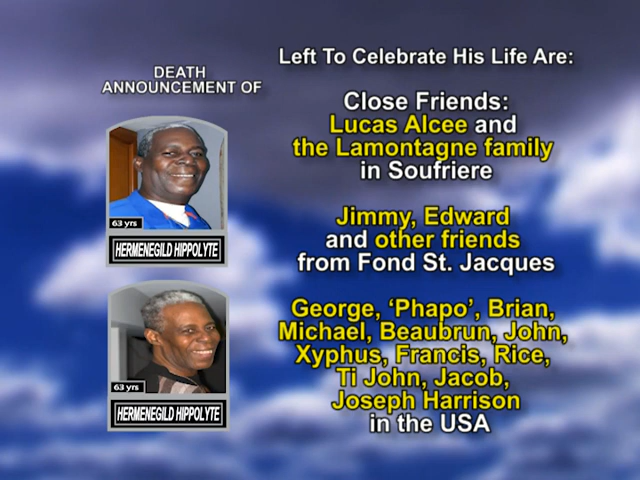 DEATH
ANNOUNCEMENT OF
63 yrs
HERMENEGILD HIPPOLYTE
63 yrs
HERMENEGILD HIPPOLYTE
Left To Celebrate His Life Are:
Close Friends:
Lucas Alcee and
the Lamontagne family
in Soufriere
Jimmy, Edward
and other friends
from Fond St. Jacques
George, ‘Phapo’, Brian,
Michael, Beaubrun, John,
Xyphus, Francis, Rice,
Ti John, Jacob,
Joseph Harrison
in the USA